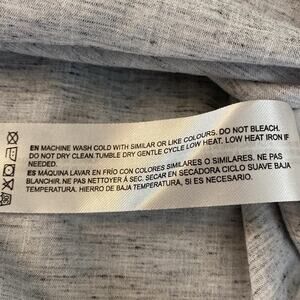 EN MACHINE WASH COLD WITH SIMILAR OR LIKE COLOURS. DO NOT BLEACH.
DO NOT DRY CLEAN.TUMBLE DRY GENTLE CYCLE LOW HEAT. LOW HEAT IRON IF
NEEDED.
ES MÁQUINA LAVAR EN FRÍO CON COLORES SIMILARES O SIMILARES. NE PAS
BLANCHIR. NE PAS NETTOYER Á SEC. SECAR EN SECADORA CICLO SUAVE BAJA
TEMPERATURA. HIERRO DE BAJA TEMPERATURA, SI ES NECESARIO.